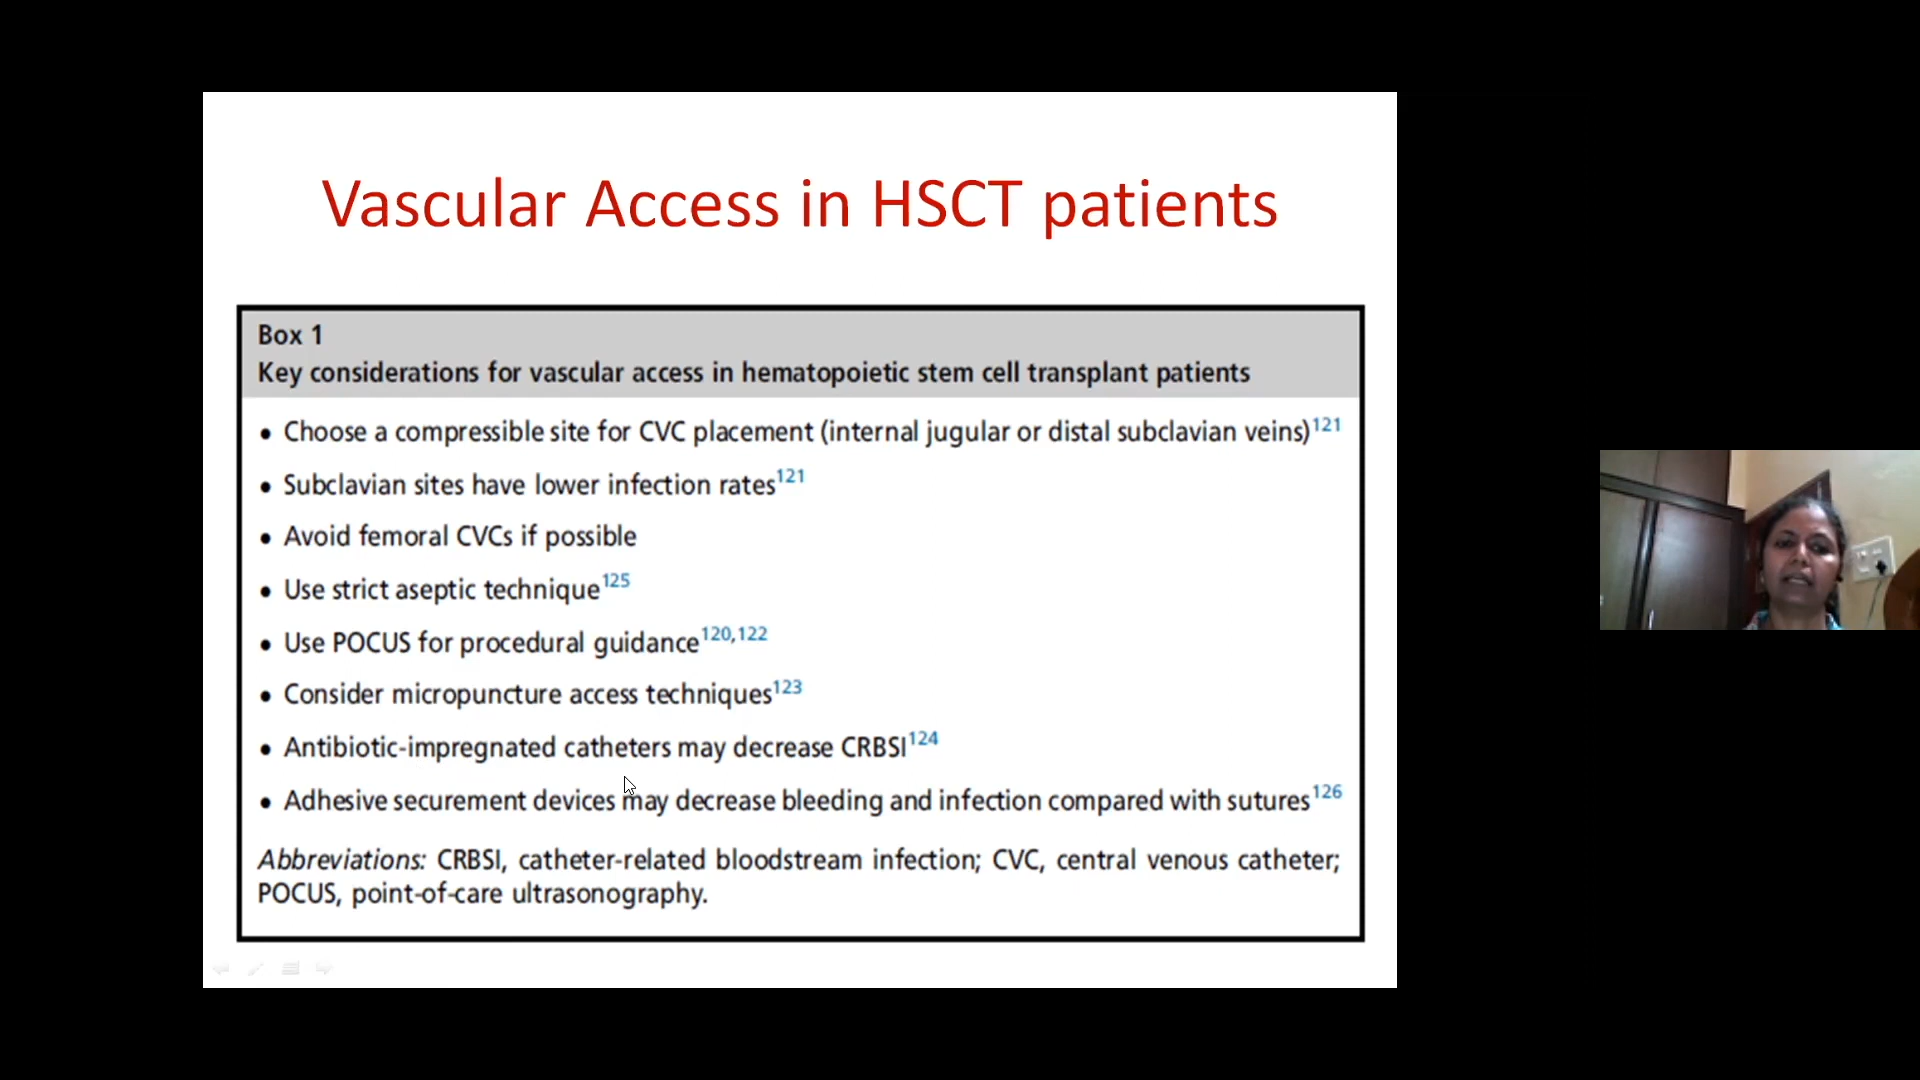 Vascular Access in HSCT patients
Box 1
Key considerations for vascular access in hematopoietic stem cell transplant patients
• Choose a compressible site for CVC placement (internal jugular or distal subclavian veins)121
• Subclavian sites have lower infection rates121
• Avoid femoral CVCs if possible
• Use strict aseptic technique125
• Use POCUS for procedural guidance120,122
• Consider micropuncture access techniques123
• Antibiotic-impregnated catheters may decrease CRBSI124
• Adhesive securement devices may decrease bleeding and infection compared with sutures126
Abbreviations: CRBSI, catheter-related bloodstream infection; CVC, central venous catheter;
POCUS, point-of-care ultrasonography.